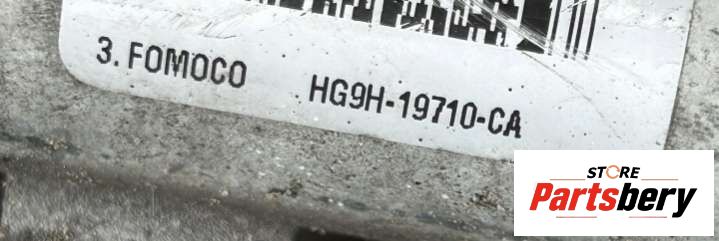 3. FOMOCO HG9H-19710-CA
STORE
Partsbery